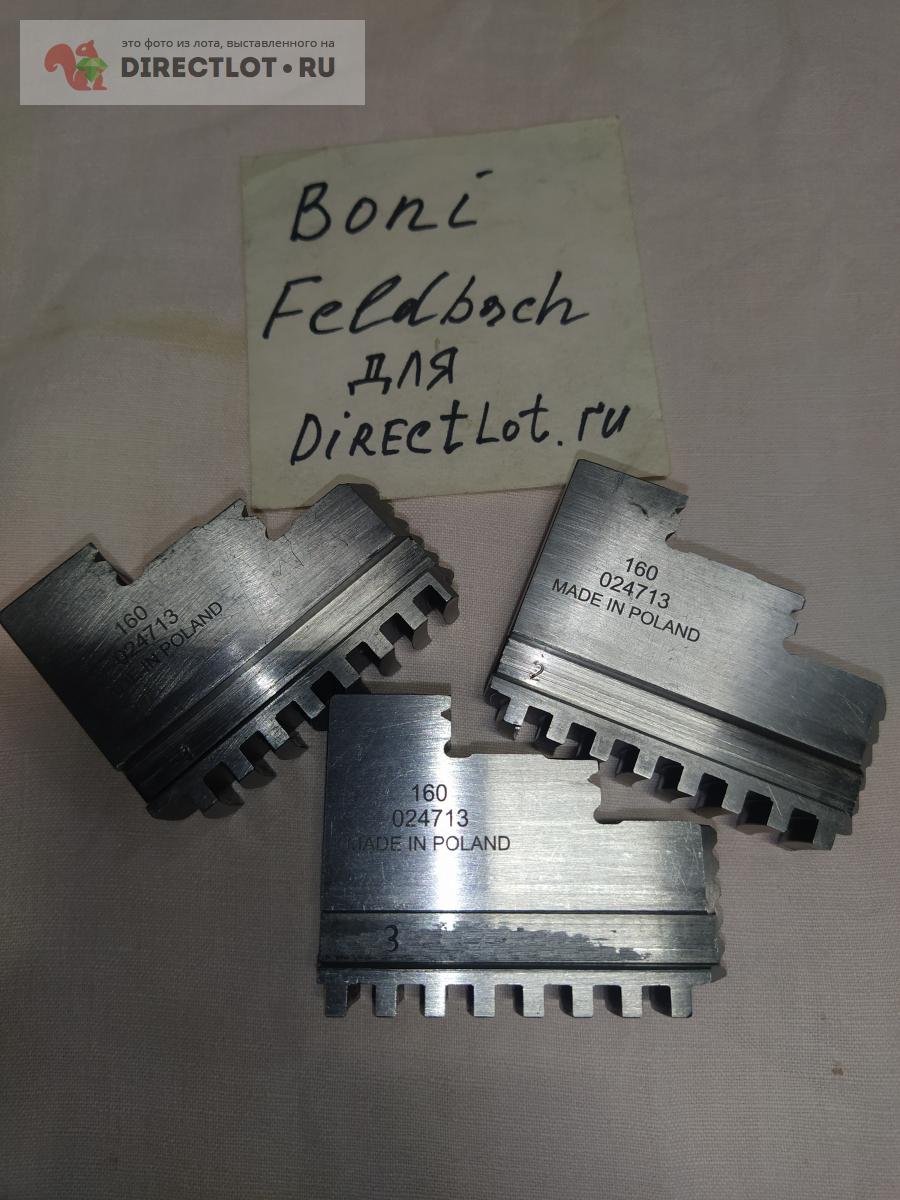 это фото из лота, выставленного на
DIRECTLOT.RU
Boni
Feldbsch
для
DiRECtLot.ru
160
024713
IN POLAND
160
024713
MADE IN POLAND
2
160
024713
MADE IN POLAND
3